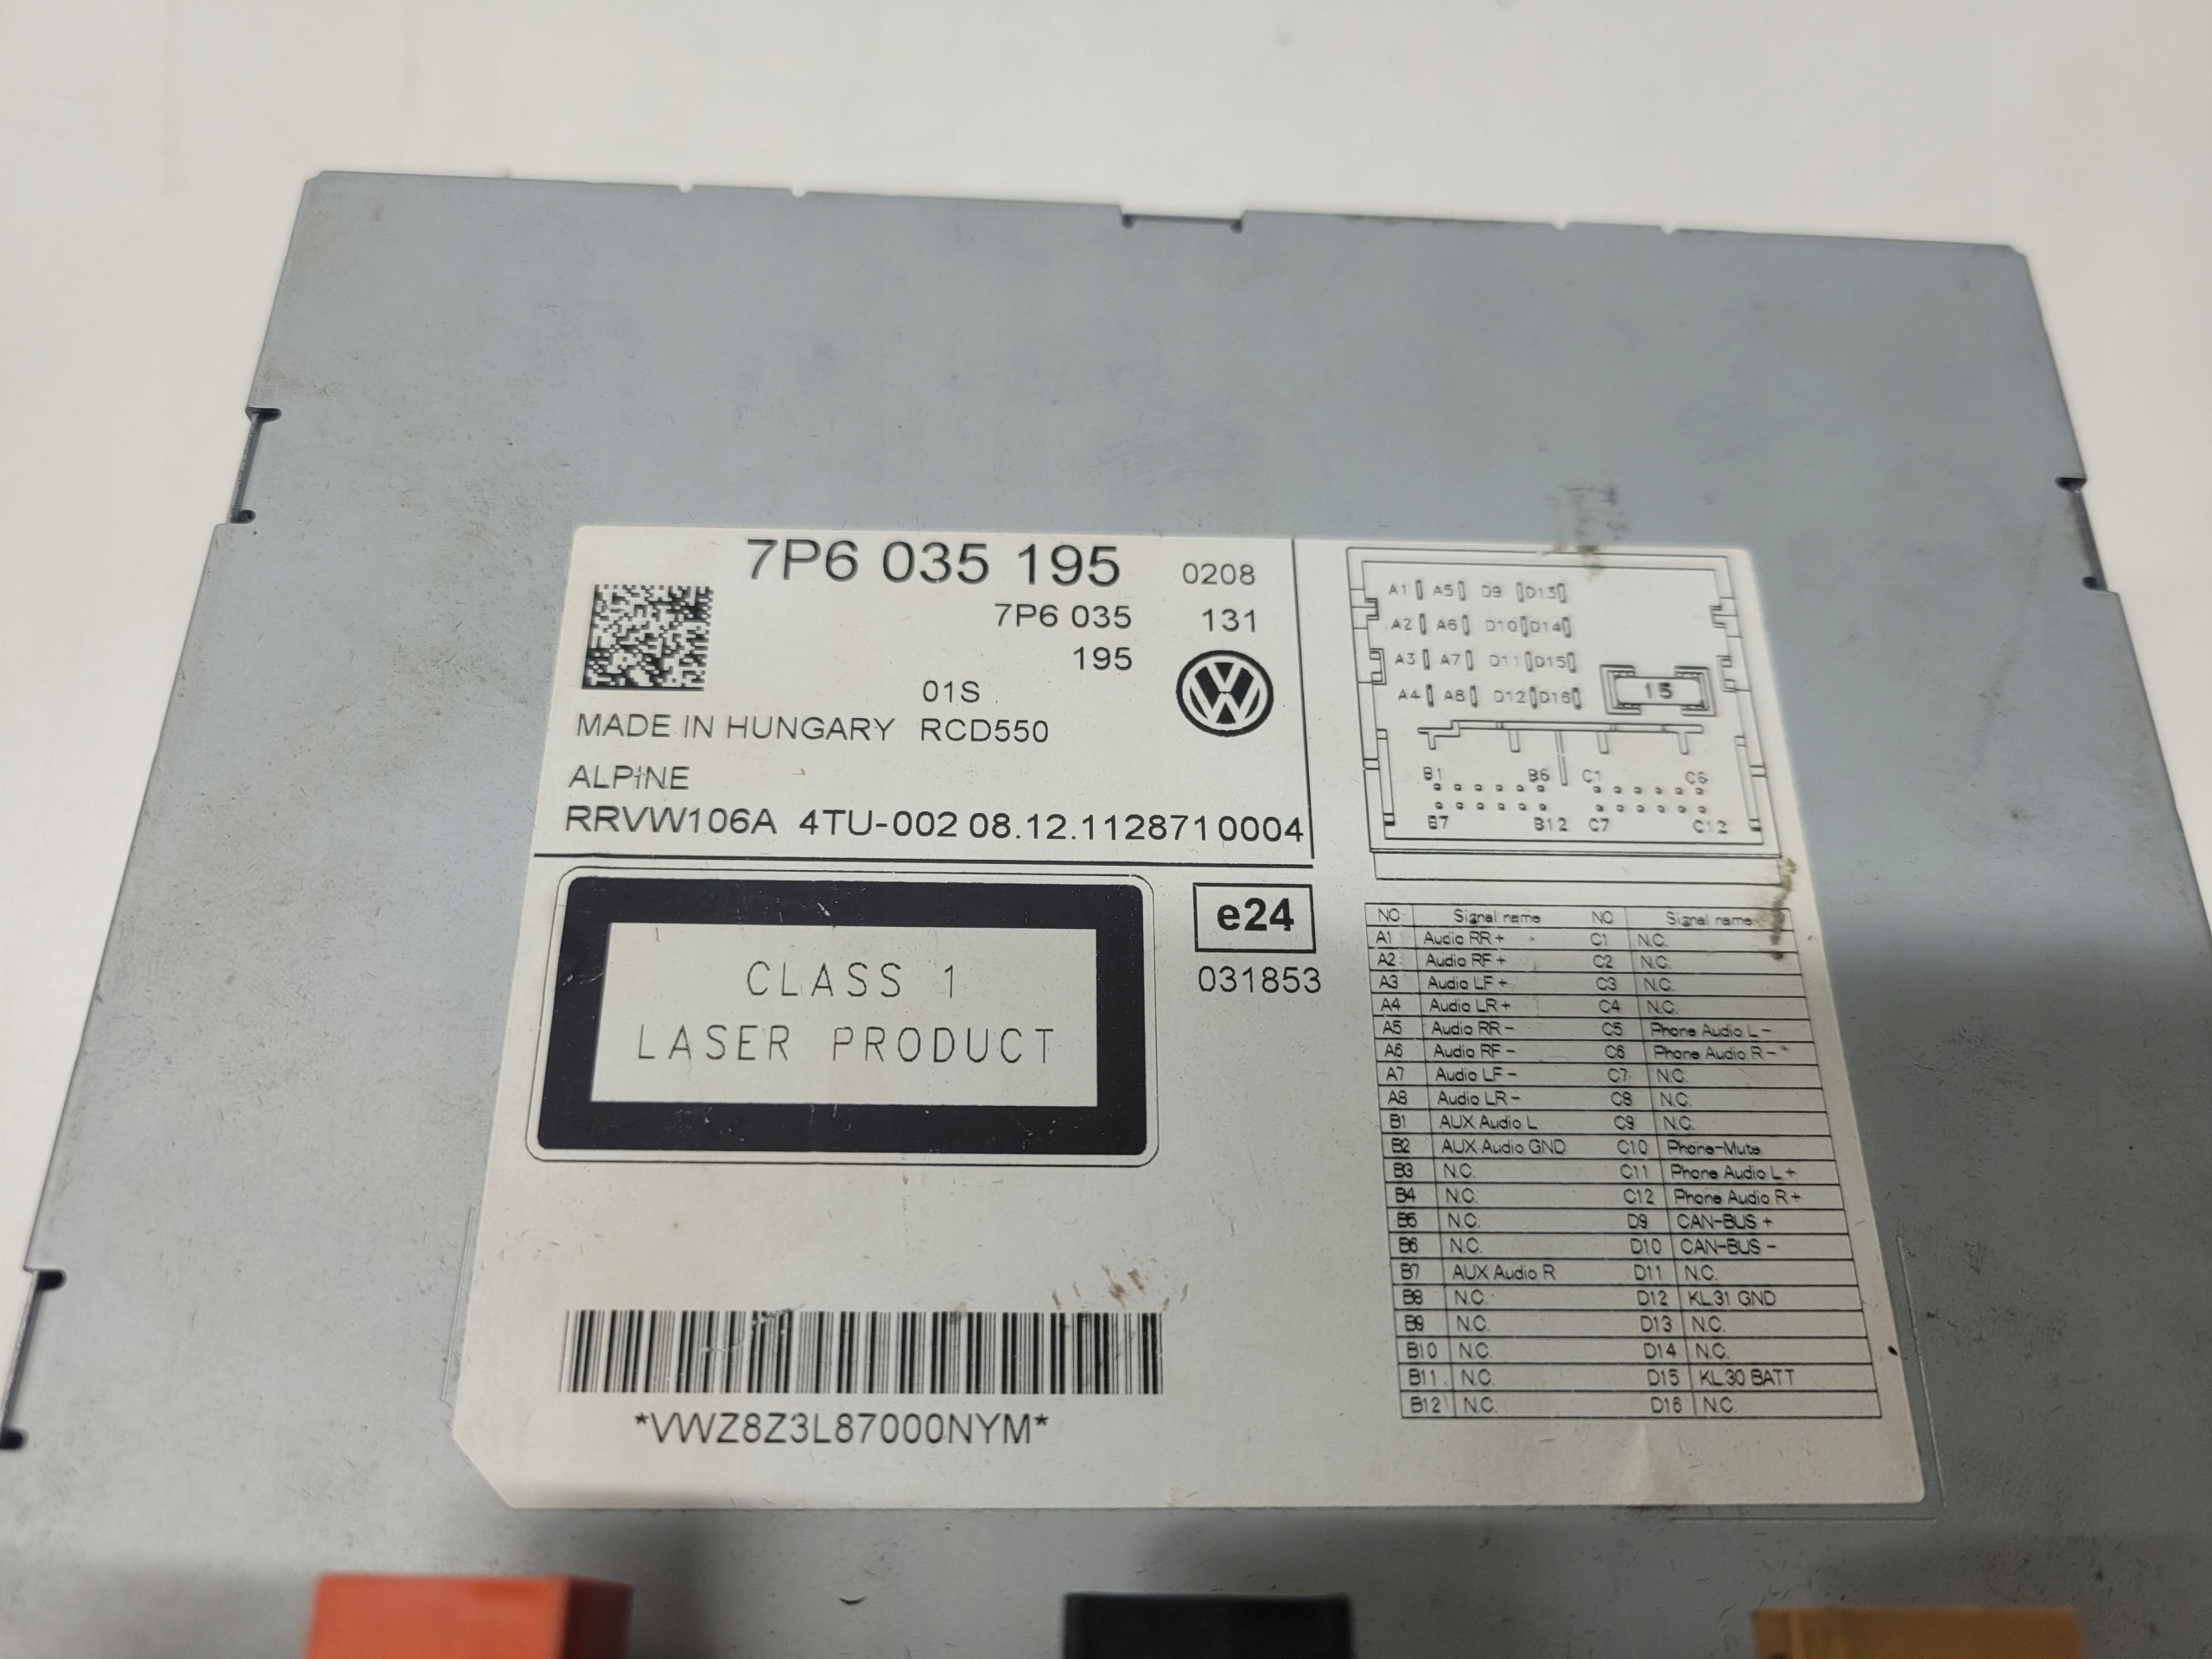 7P6 035 195 0208
7P6 035 131
195
01S
MADE IN HUNGARY RCD550
ALPINE
RRVW106A 4TU-002 08.12.11 28710004
CLASS 1
LASER PRODUCT
e24
031853
*VWZ8Z3L87000NYM*
A1 A5 D9 D13
A2 A6 D10 D14
A3 A7 D11 D15
A4 A8 D12 D16 15
B1 B6 C1 C6
B7 B12 C7 C12
NO Signal name NO Signal name
A1 Audio RR+ C1 N.C.
A2 Audio RF+ C2 N.C.
A3 Audio LF+ C3 N.C.
A4 Audio LR+ C4 N.C.
A5 Audio RR- C5 Phone Audio L-
A6 Audio RF- C6 Phone Audio R-
A7 Audio LF- C7 N.C.
A8 Audio LR- C8 N.C.
B1 AUX Audio L C9 N.C.
B2 AUX Audio GND C10 Phone-Mute
B3 N.C. C11 Phone Audio L+
B4 N.C. C12 Phone Audio R+
B5 N.C. D9 CAN-BUS+
B6 N.C. D10 CAN-BUS-
B7 AUX Audio R D11 N.C.
B8 N.C. D12 KL31 GND
B9 N.C. D13 N.C.
B10 N.C. D14 N.C.
B11 N.C. D15 KL30 BATT
B12 N.C. D16 N.C.